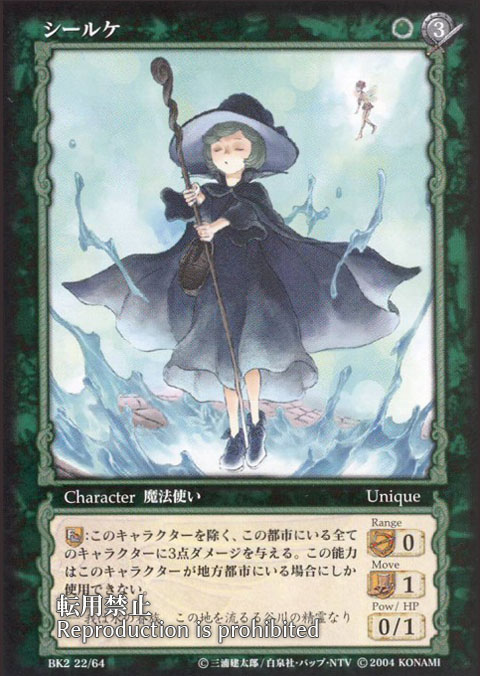 シールケ
3
Character 魔法使い Unique
:このキャラクターを除く、この都市にいる全て
のキャラクターに3点ダメージを与える。この能力
はこのキャラクターが地方都市にいる場合にしか
使用できない。
Range
0
Move
1
Pow/ HP
0/1
転用禁止
我は水の眷族、この地を流るる谷川の精霊なり
Reproduction is prohibited
BK2 22/64
©三浦建太郎/白泉社・バップ・NTV ©2004 KONAMI